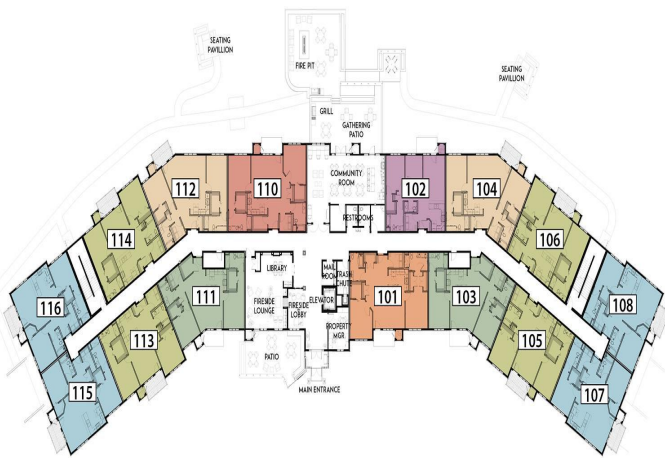 SEATING
PAVILLION
FIRE PIT
SEATING
PAVILLION
GRILL
GATHERING
PATIO
112
110
COMMUNITY
ROOM
102
104
RESTROOMS
114
106
116
111
LIBRARY
MAIL
ROOM
TRASH
CHUTE
101
103
108
FIRESIDE
LOUNGE
FIRESIDE
LOBBY
ELEVATOR
113
PROPERTY
MGR.
105
115
PATIO
107
MAIN ENTRANCE